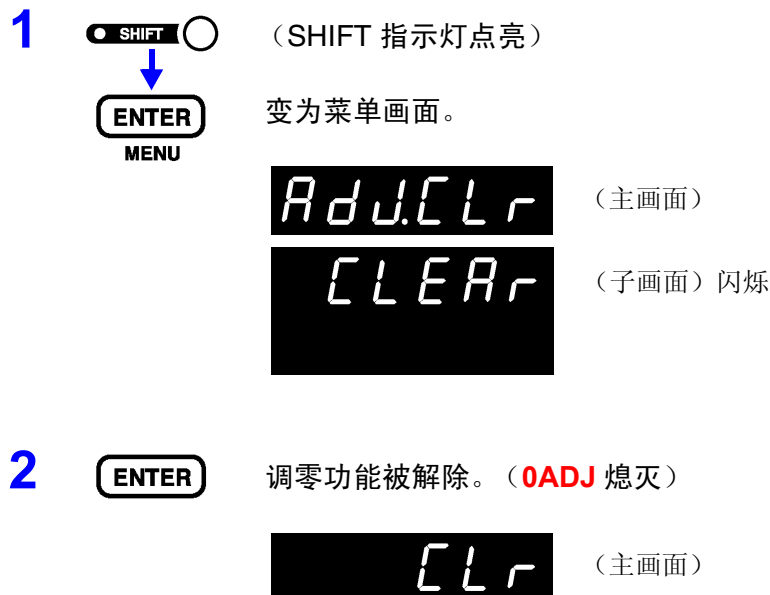 1 SHIFT （SHIFT 指示灯点亮）
ENTER 变为菜单画面。
MENU
AdJ.CLr （主画面）
CLEAr （子画面）闪烁
2 ENTER 调零功能被解除。（0ADJ 熄灭）
CLr （主画面）